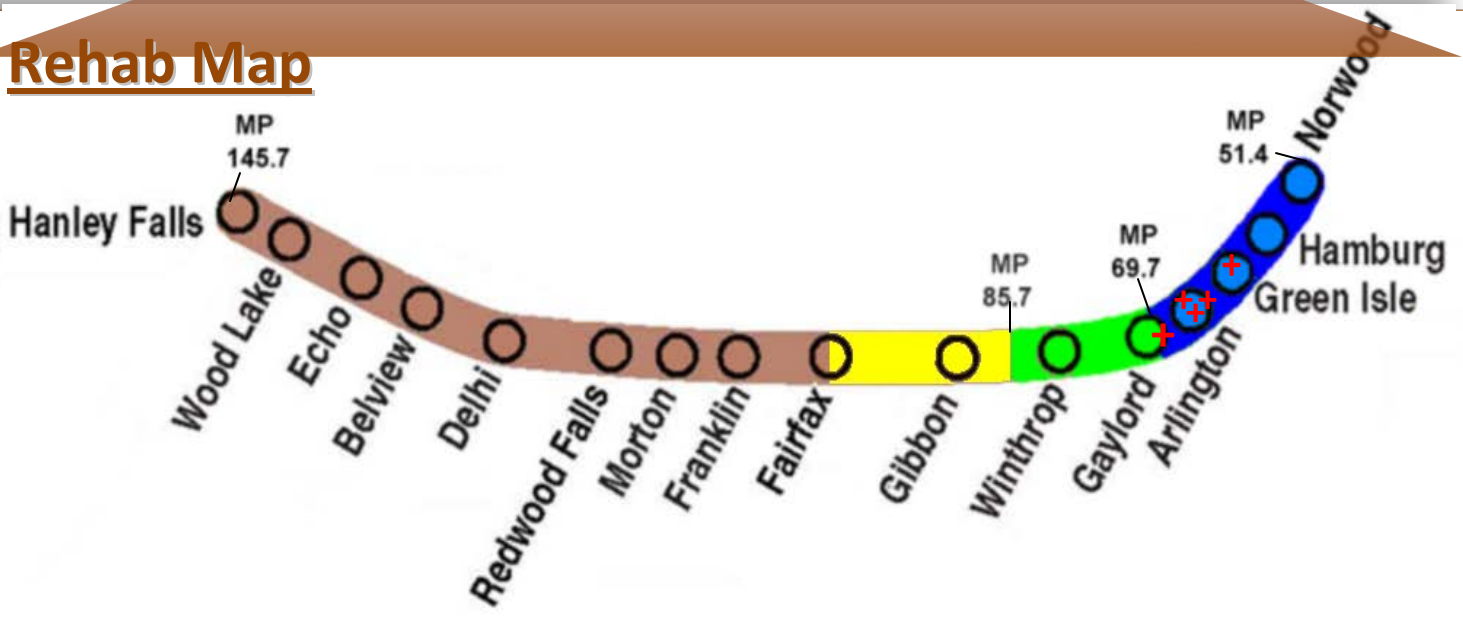 Rehab Map
MP
145.7
Hanley Falls
Wood Lake
Echo
Belview
Delhi
Redwood Falls
Morton
Franklin
Fairfax
Gibbon
MP
85.7
Winthrop
MP
69.7
Gaylord
Arlington
Green Isle
Hamburg
MP
51.4
Norwood